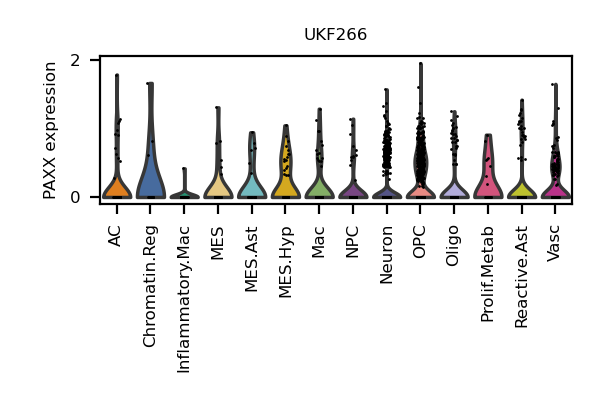 UKF266
PAXX expression
2
0
AC
Chromatin.Reg
Inflammatory.Mac
MES
MES.Ast
MES.Hyp
Mac
NPC
Neuron
OPC
Oligo
Prolif.Metab
Reactive.Ast
Vasc